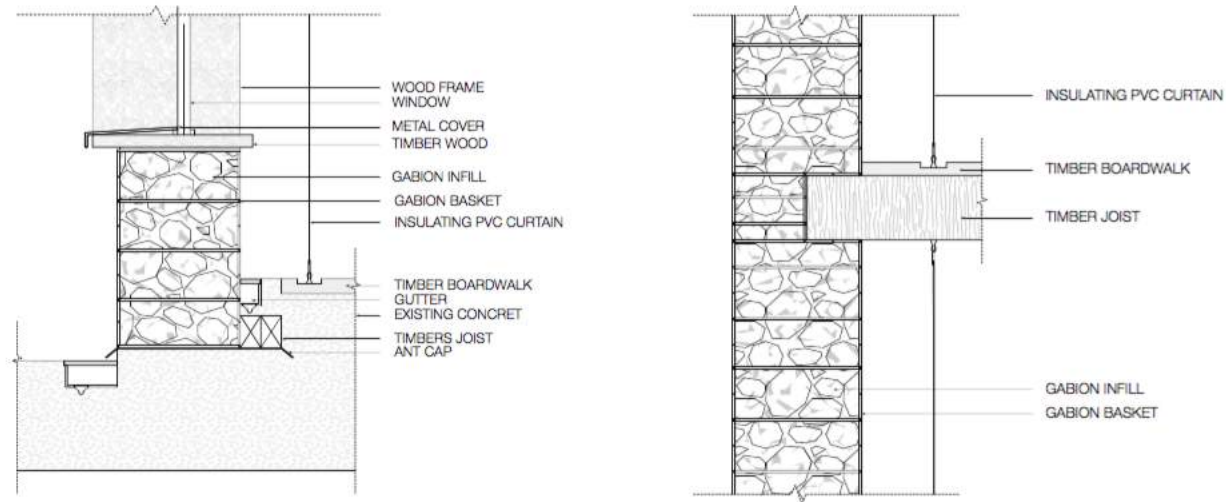 WOOD FRAME
WINDOW
METAL COVER
TIMBER WOOD
GABION INFILL
GABION BASKET
INSULATING PVC CURTAIN
TIMBER BOARDWALK
GUTTER
EXISTING CONCRET
TIMBERS JOIST
ANT CAP
INSULATING PVC CURTAIN
TIMBER BOARDWALK
TIMBER JOIST
GABION INFILL
GABION BASKET